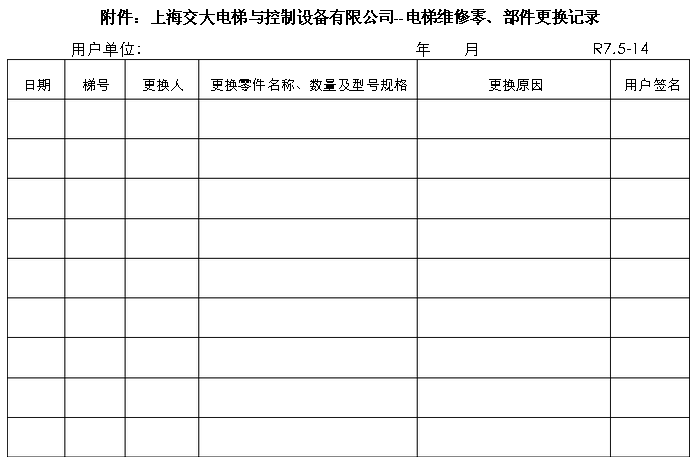 附件：上海交大电梯与控制设备有限公司--电梯维修零、部件更换记录
用户单位： 年 月 R7.5-14
日期 梯号 更换人 更换零件名称、数量及型号规格 更换原因 用户签名